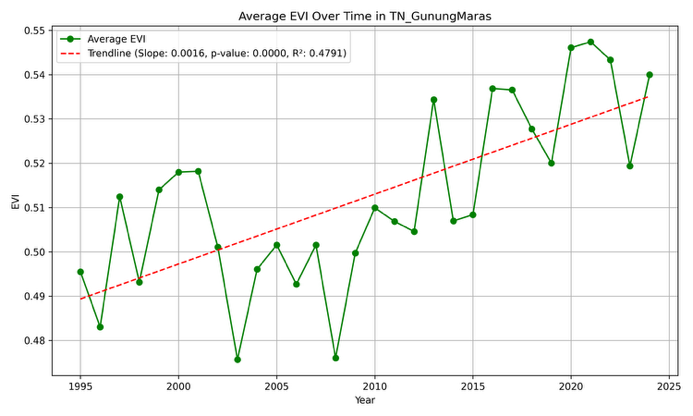 Average EVI Over Time in TN_GunungMaras
Average EVI
Trendline (Slope: 0.0016, p-value: 0.0000, R²: 0.4791)
0.55
0.54
0.53
0.52
0.51
0.50
0.49
0.48
EVI
1995 2000 2005 2010 2015 2020 2025
Year